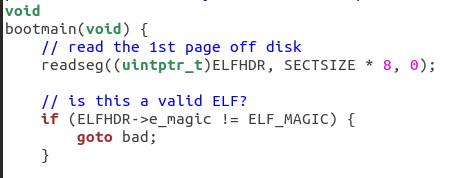 void
bootmain(void) {
    // read the 1st page off disk
    readseg((uintptr_t)ELFHDR, SECTSIZE * 8, 0);

    // is this a valid ELF?
    if (ELFHDR->e_magic != ELF_MAGIC) {
        goto bad;
    }